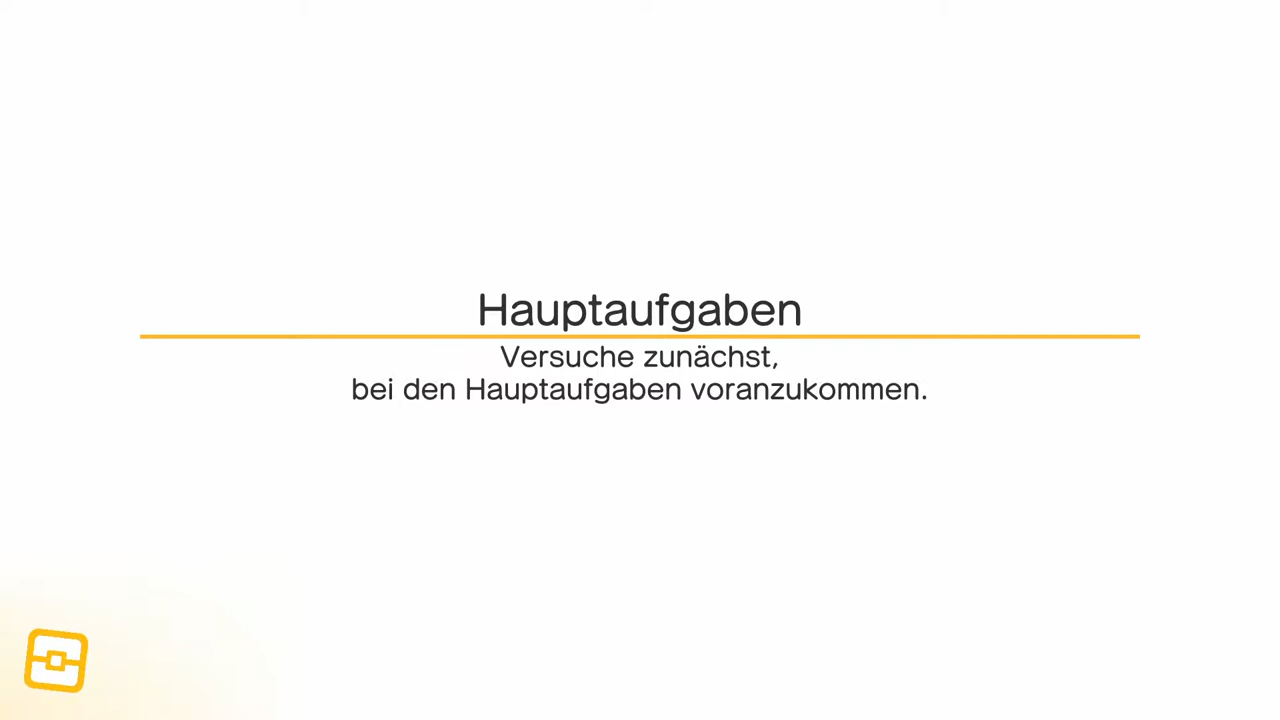 Hauptaufgaben
Versuche zunächst,
bei den Hauptaufgaben voranzukommen.